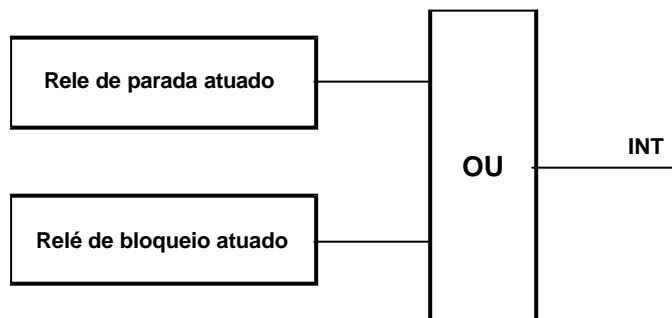 Rele de parada atuado
INT
OU
Relé de bloqueio atuado